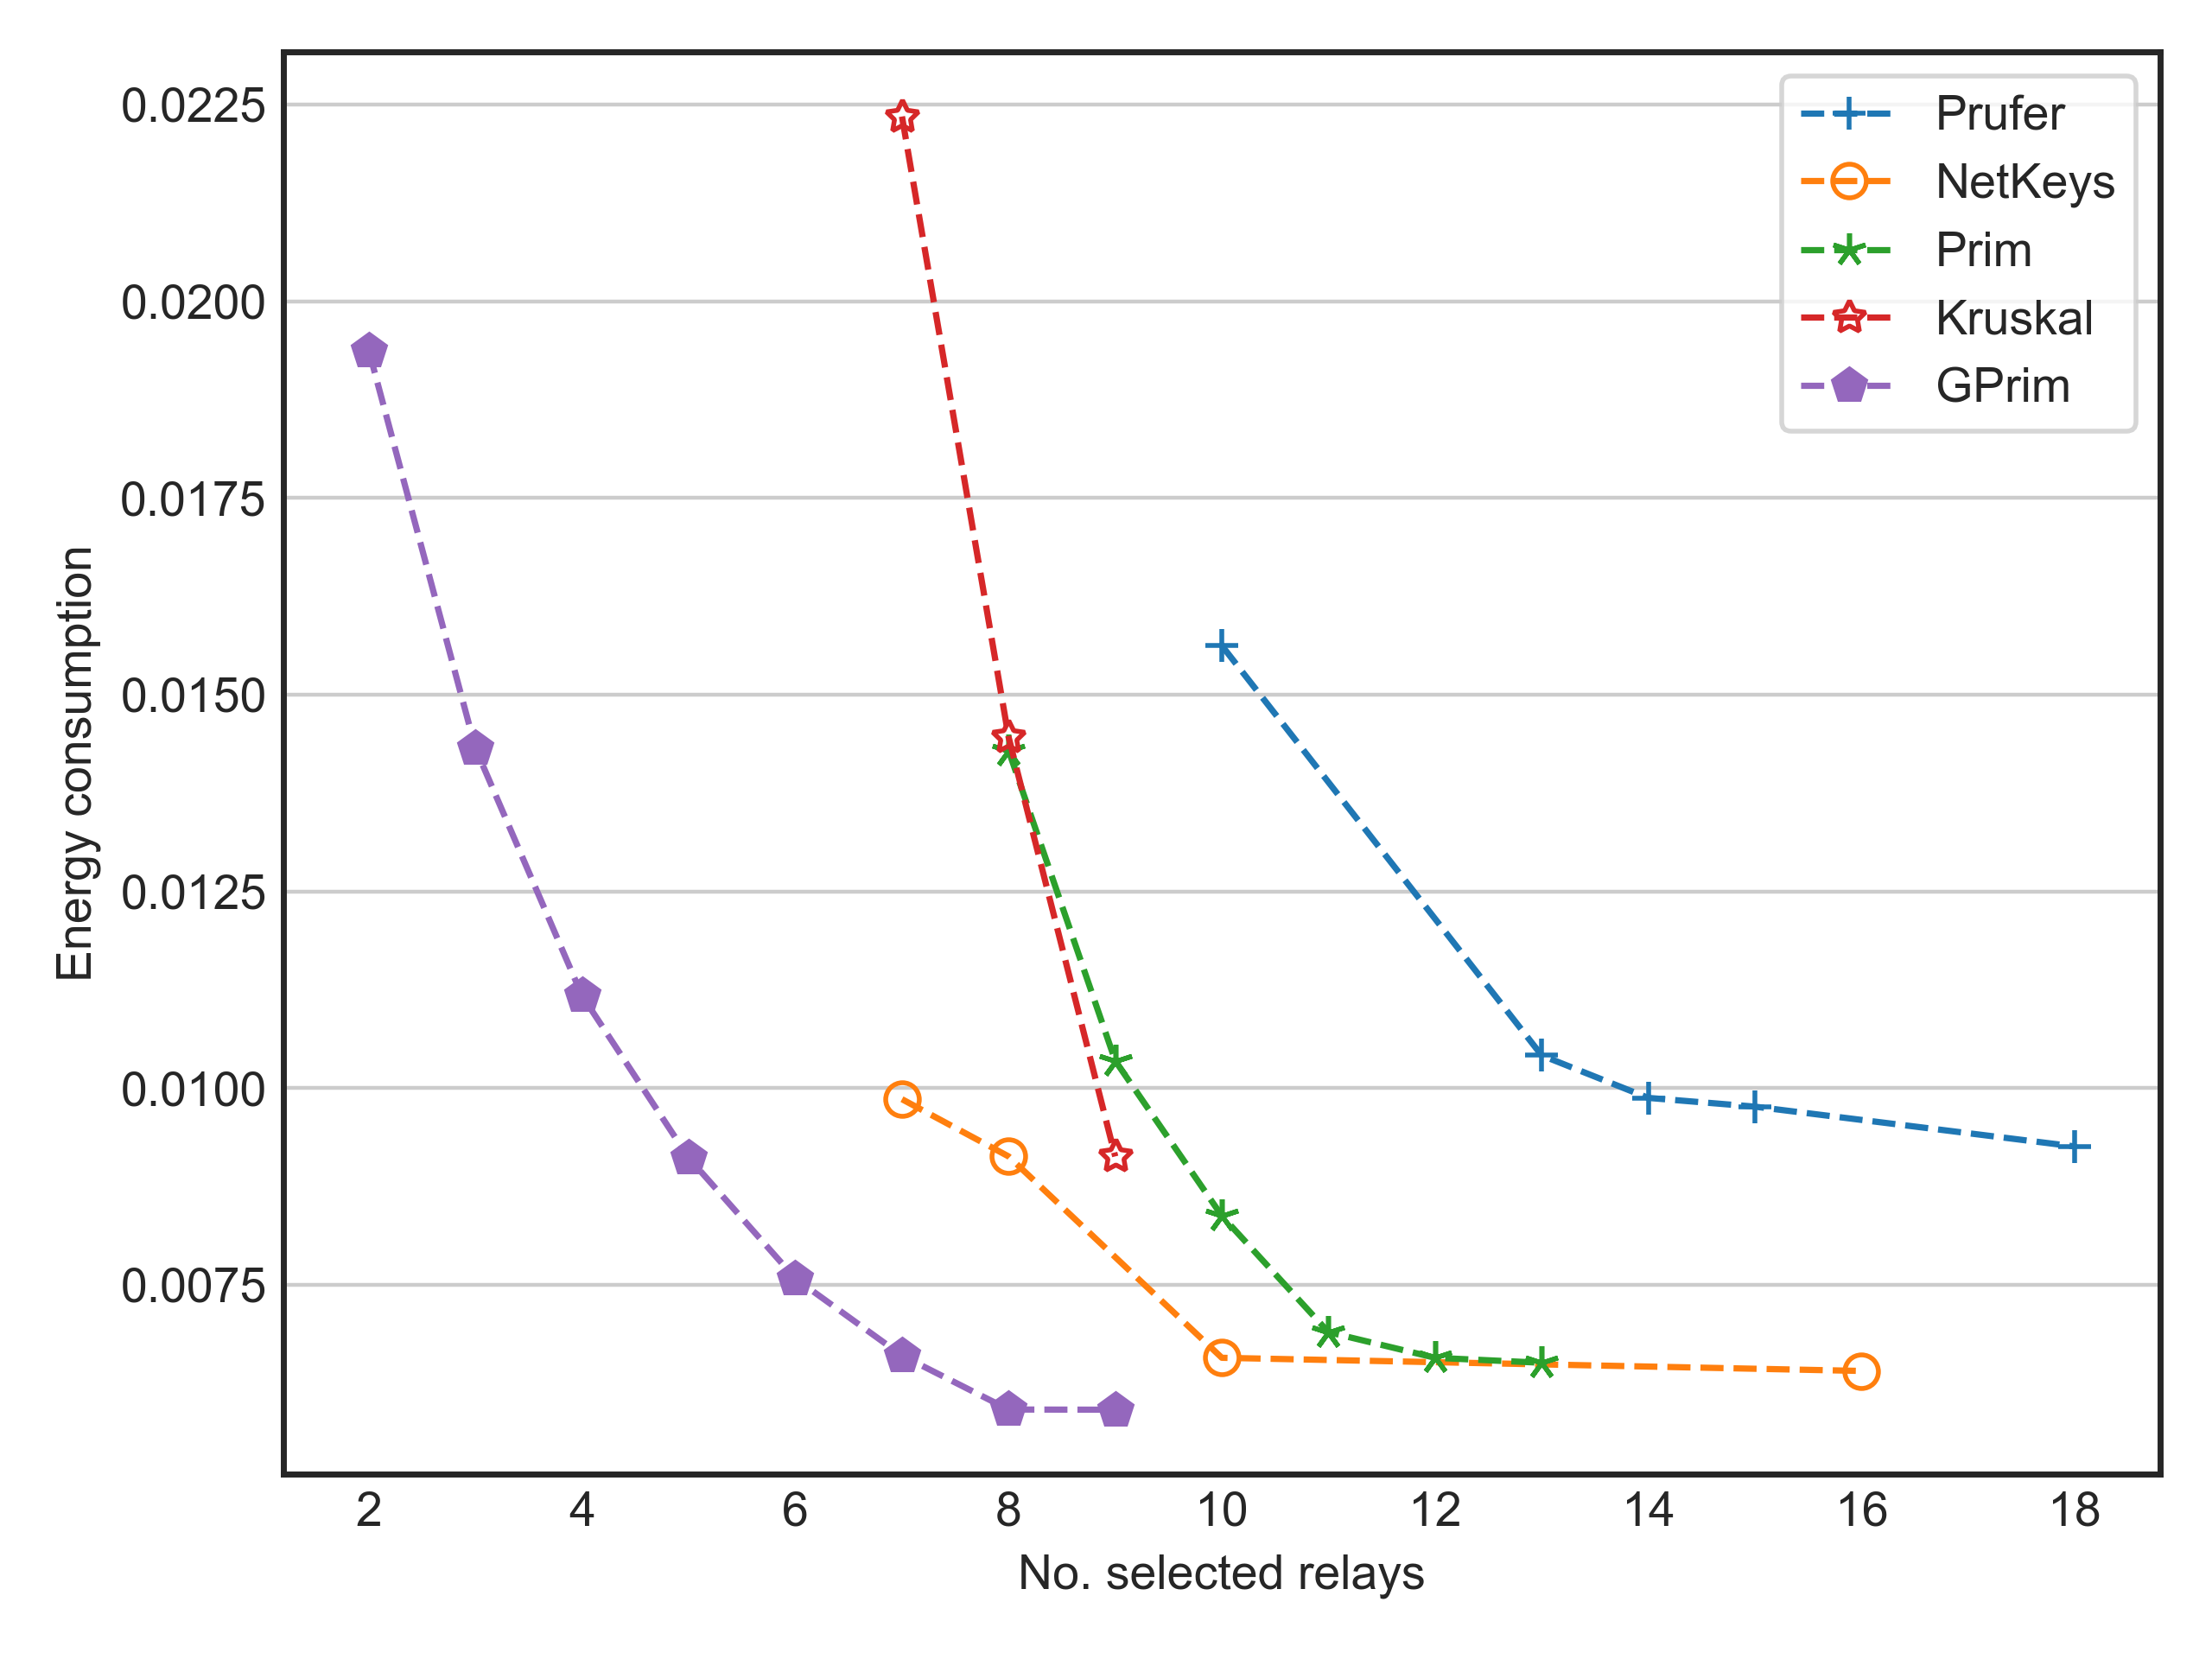 Energy consumption
0.0225
0.0200
0.0175
0.0150
0.0125
0.0100
0.0075
Prufer
NetKeys
Prim
Kruskal
GPrim
2 4 6 8 10 12 14 16 18
No. selected relays